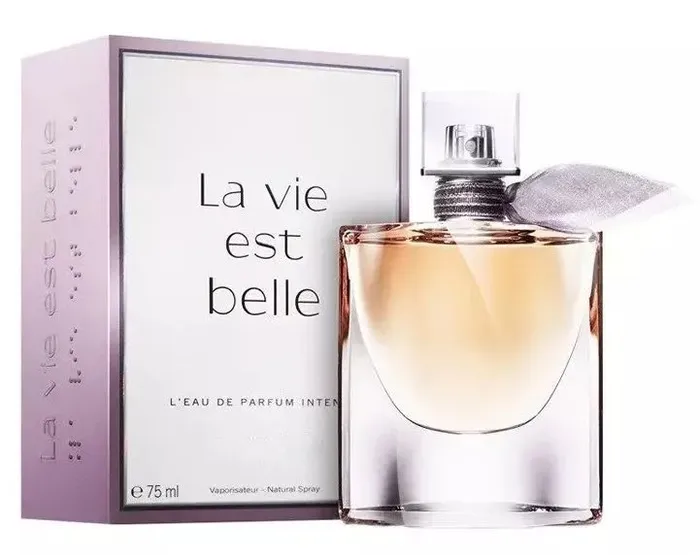 La vie est belle
La vie
est
belle
L'EAU DE PARFUM INTEN
e 75 ml
Vaporisateur - Natural Spray